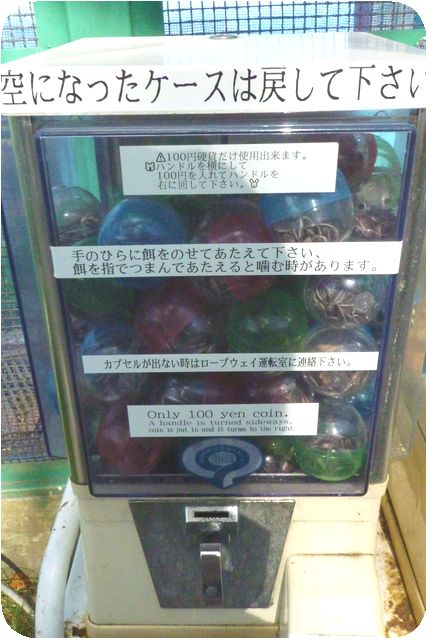 空になったケースは戻して下さい
⚠100円硬貨だけ使用出来ます。
ハンドルを横にして
100円を入れてハンドルを
右に回して下さい。
手のひらに餌をのせてあたえて下さい、
餌を指でつまんであたえると噛む時があります。
カプセルが出ない時はロープウェイ運転室に連絡下さい。
Only 100 yen coin.
A handle is turned sideways.
coin is put in and it turns to the right.